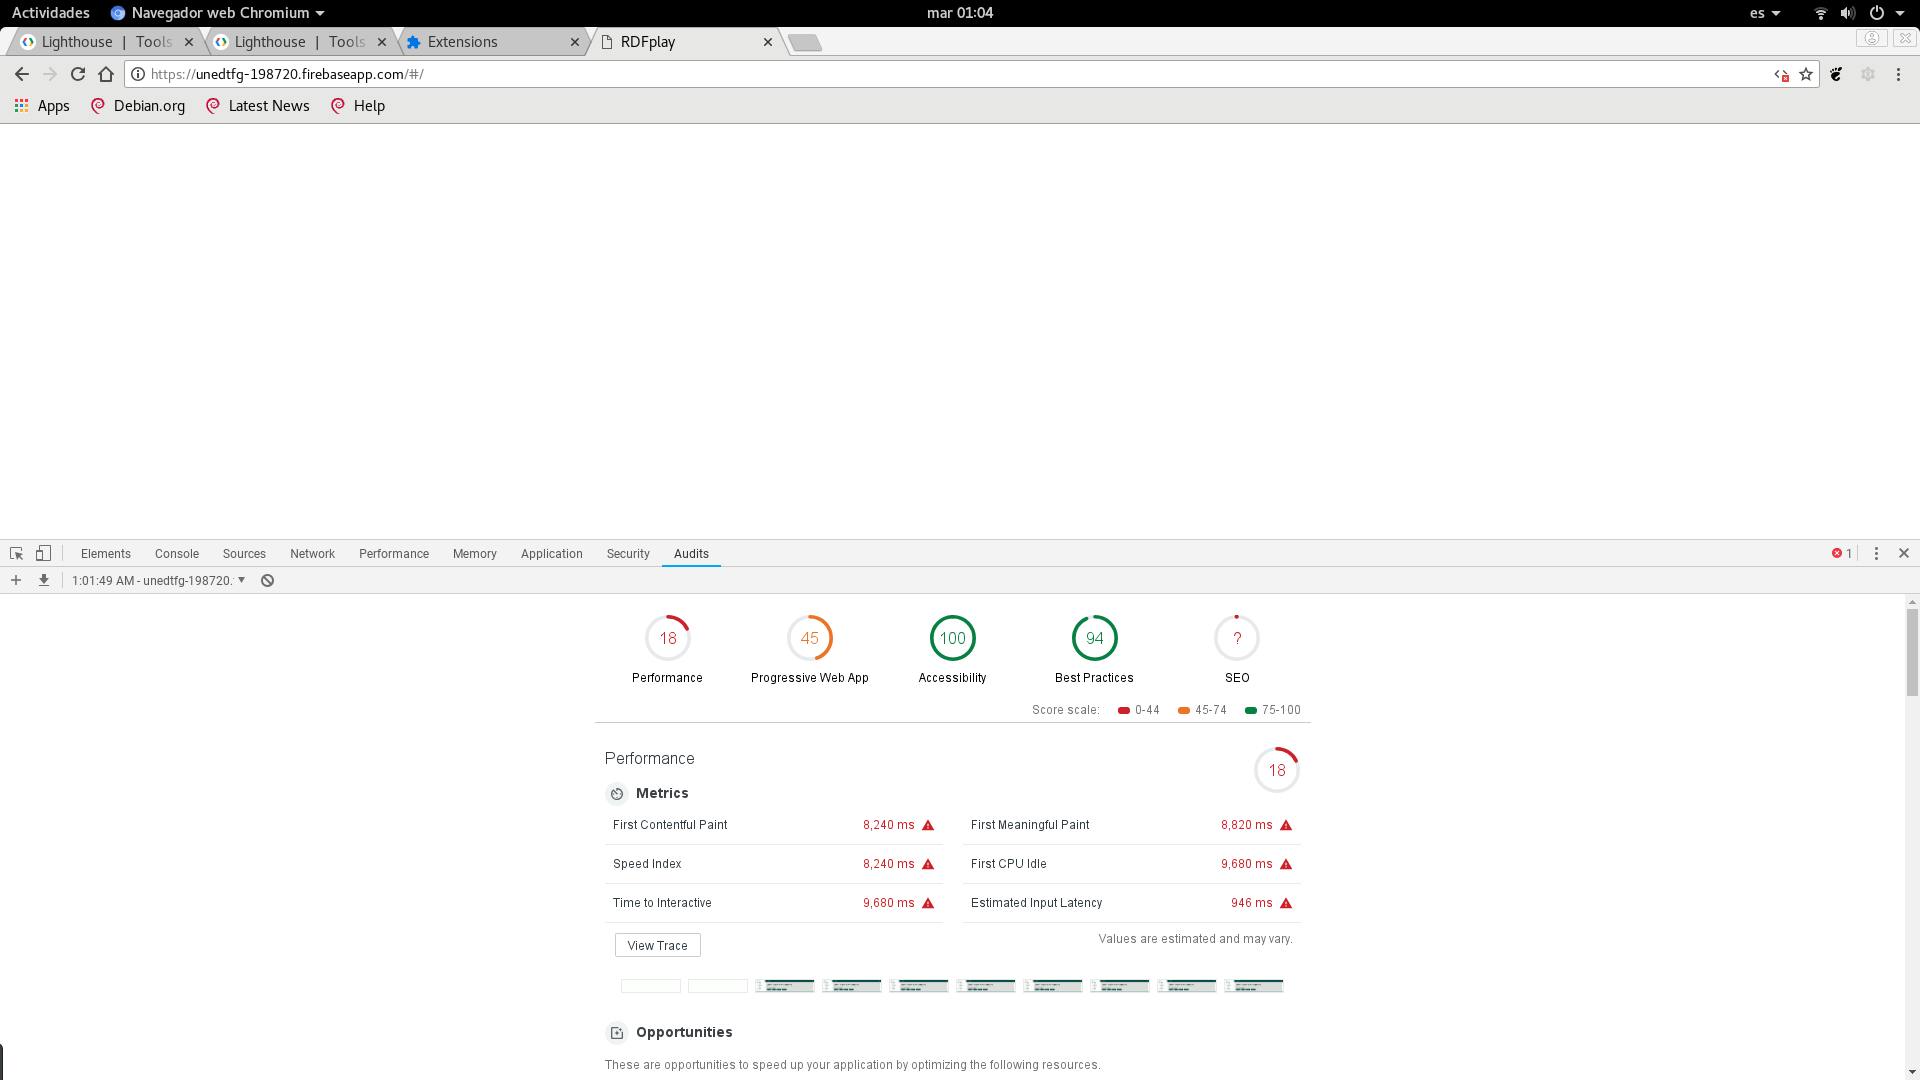 Actividades Navegador web Chromium mar 01:04 es
Lighthouse | Tools Lighthouse | Tools Extensions RDFplay
https://unedtfg-198720.firebaseapp.com/#/
Apps Debian.org Latest News Help
Elements Console Sources Network Performance Memory Application Security Audits 1
1:01:49 AM - unedtfg-198720.
18 45 100 94 ?
Performance Progressive Web App Accessibility Best Practices SEO
Score scale: 0-44 45-74 75-100
Performance
18
Metrics
First Contentful Paint 8,240 ms First Meaningful Paint 8,820 ms
Speed Index 8,240 ms First CPU Idle 9,680 ms
Time to Interactive 9,680 ms Estimated Input Latency 946 ms
View Trace Values are estimated and may vary.
Opportunities
These are opportunities to speed up your application by optimizing the following resources.